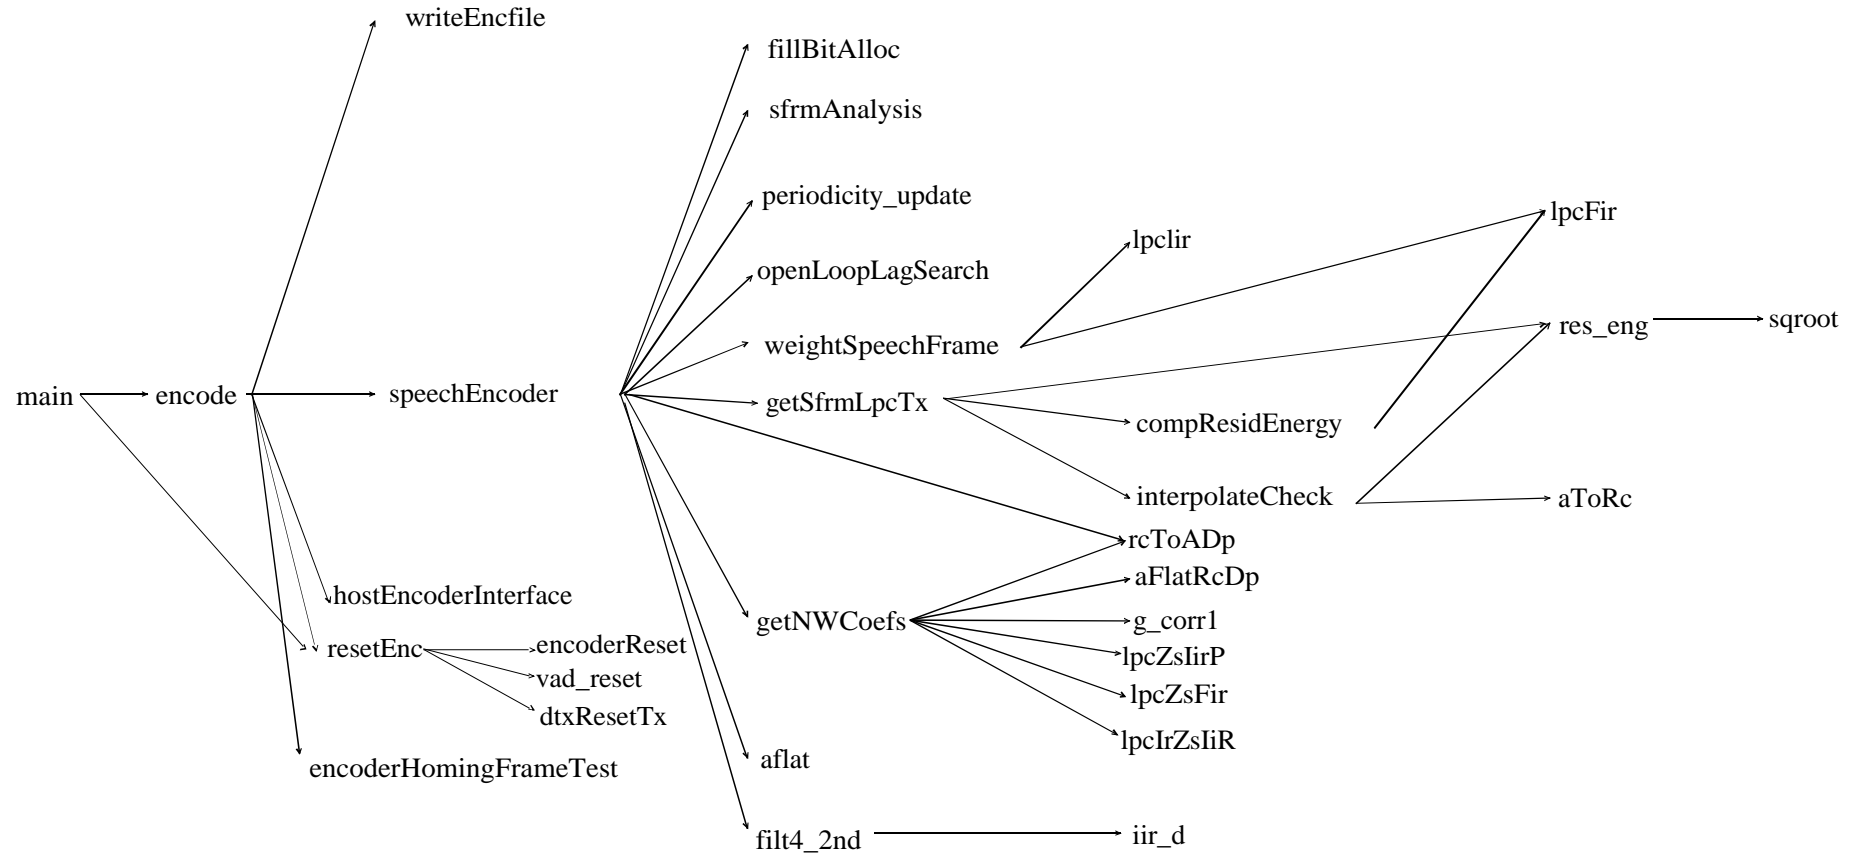 writeEncfile
fillBitAlloc
sfrmAnalysis
periodicity_update
lpcFir
lpclir
openLoopLagSearch
res_eng
sqroot
weightSpeechFrame
main
encode
speechEncoder
getSfrmLpcTx
compResidEnergy
interpolateCheck
aToRc
rcToADp
aFlatRcDp
hostEncoderInterface
getNWCoefs
g_corr1
resetEnc
encoderReset
lpcZsIirP
vad_reset
lpcZsFir
dtxResetTx
lpcIrZsIiR
encoderHomingFrameTest
aflat
filt4_2nd
iir_d